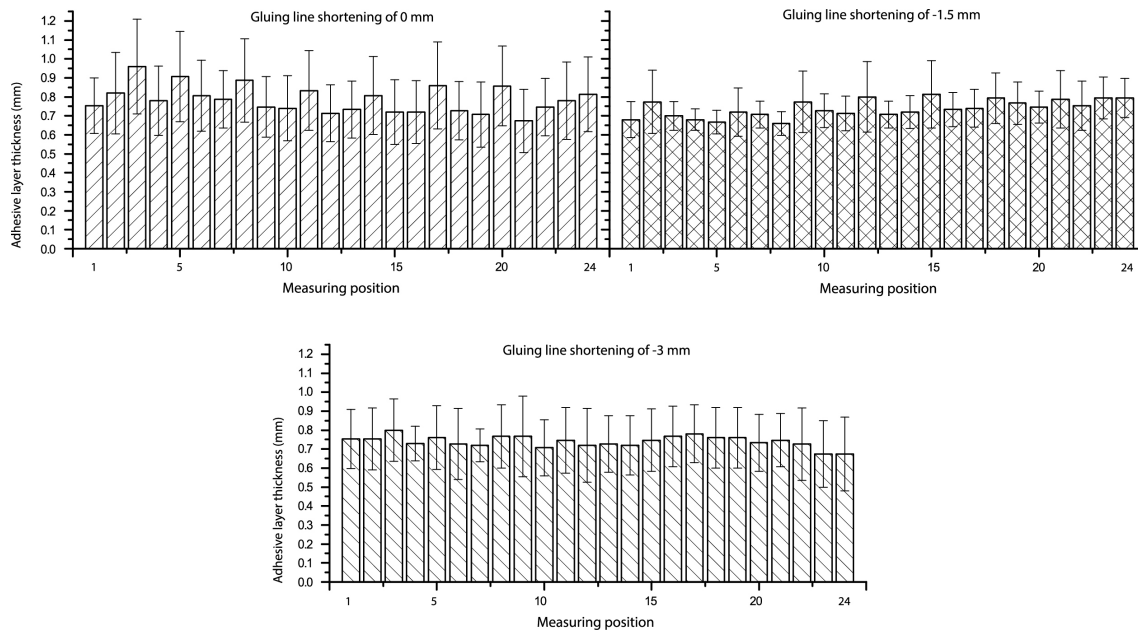 Gluing line shortening of 0 mm
Adhesive layer thickness (mm)
1.2
1.1
1.0
0.9
0.8
0.7
0.6
0.5
0.4
0.3
0.2
0.1
0.0
1 5 10 15 20 24
Measuring position
Gluing line shortening of -1.5 mm
1 5 10 15 20 24
Measuring position
Gluing line shortening of -3 mm
Adhesive layer thickness (mm)
1.2
1.1
1.0
0.9
0.8
0.7
0.6
0.5
0.4
0.3
0.2
0.1
0.0
1 5 10 15 20 24
Measuring position